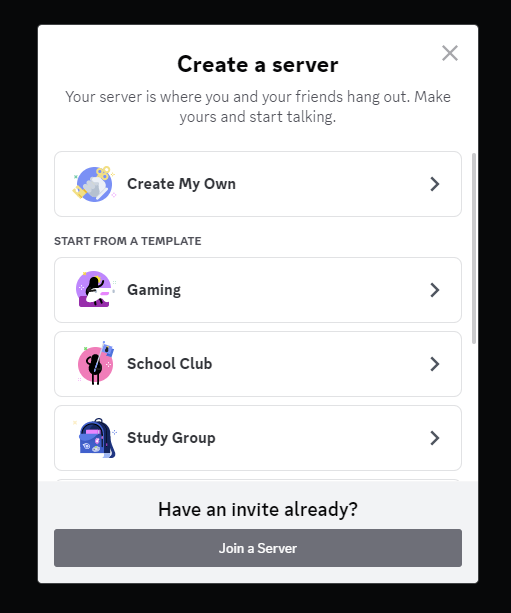 Create a server
Your server is where you and your friends hang out. Make
yours and start talking.
Create My Own
START FROM A TEMPLATE
Gaming
School Club
Study Group
Have an invite already?
Join a Server